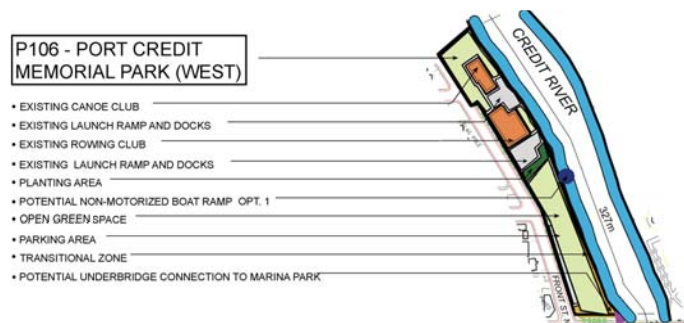 P106 - PORT CREDIT
MEMORIAL PARK (WEST)
• EXISTING CANOE CLUB
• EXISTING LAUNCH RAMP AND DOCKS
• EXISTING ROWING CLUB
• EXISTING LAUNCH RAMP AND DOCKS
• PLANTING AREA
• POTENTIAL NON-MOTORIZED BOAT RAMP OPT. 1
• OPEN GREEN SPACE
• PARKING AREA
• TRANSITIONAL ZONE
• POTENTIAL UNDERBRIDGE CONNECTION TO MARINA PARK
CREDIT RIVER
327m
FRONT ST. N